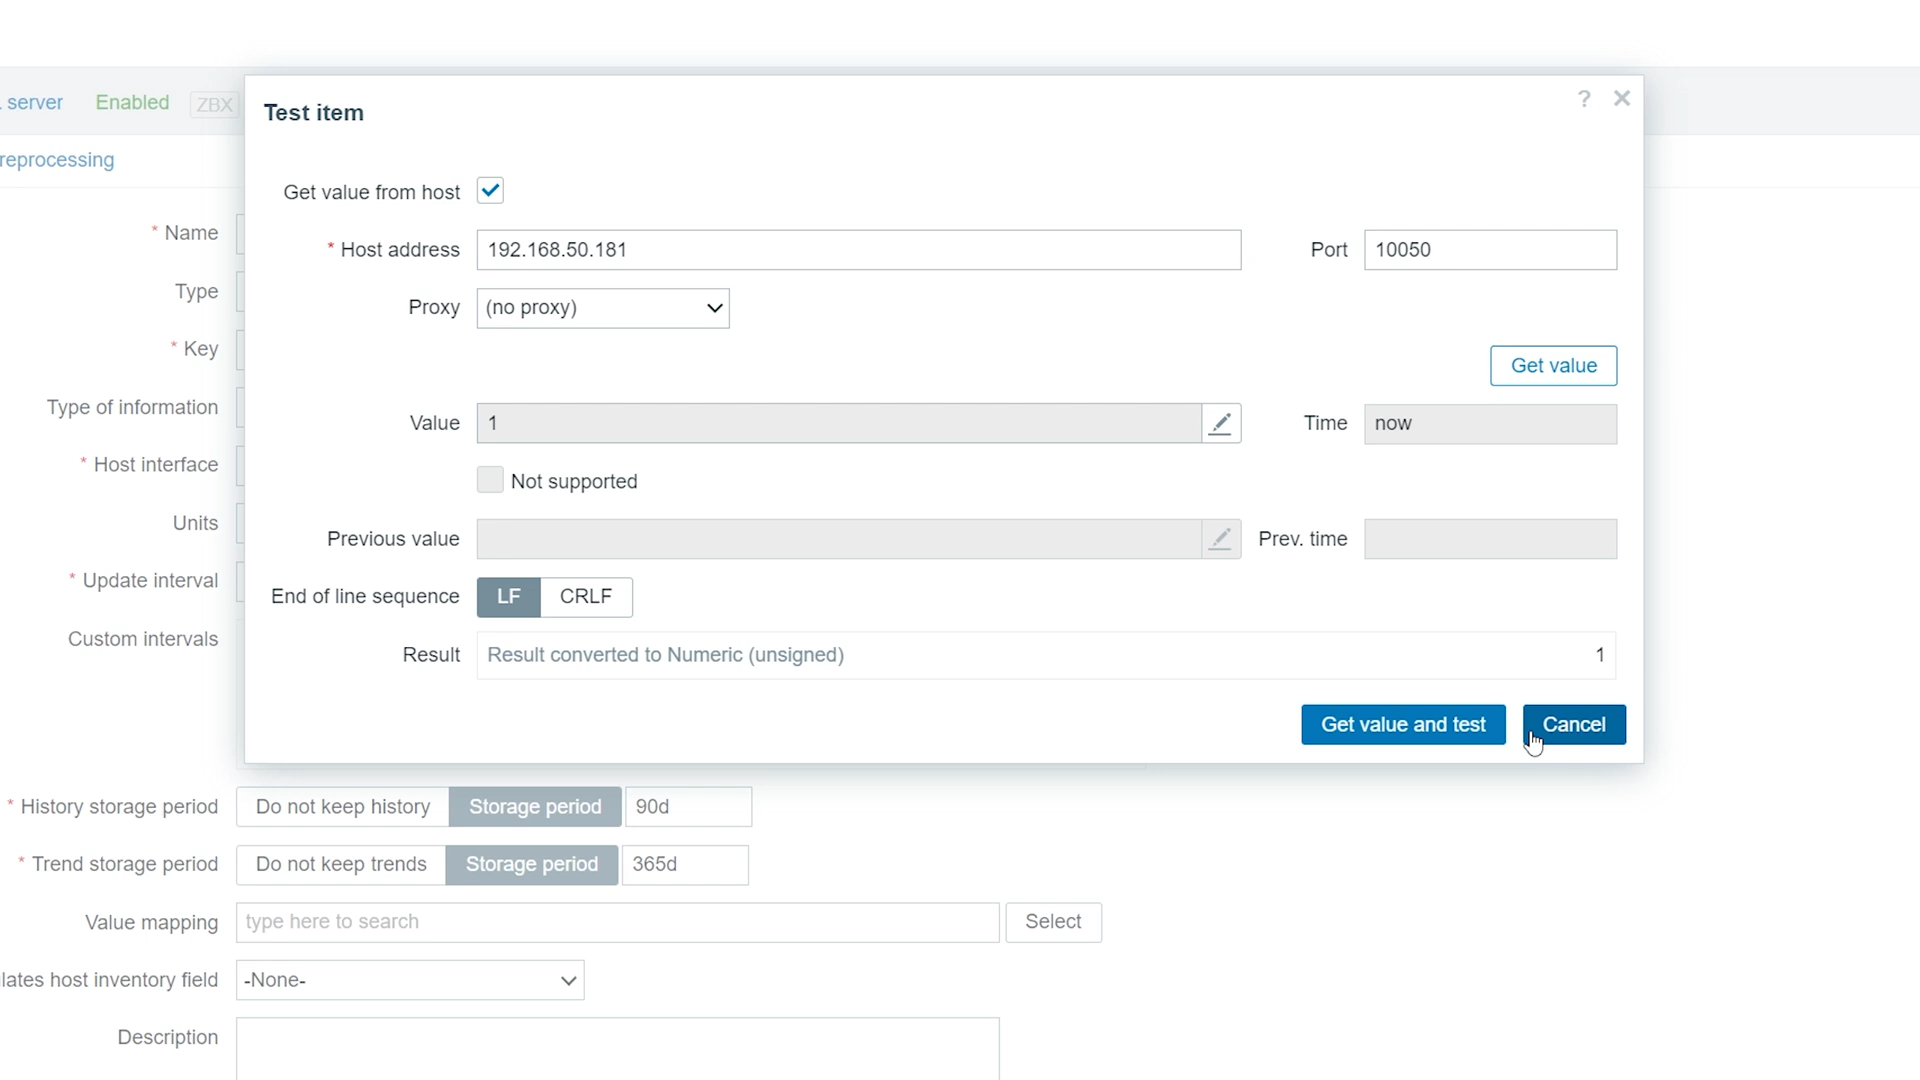 server Enabled ZBX
Test item ? ×
reprocessing
Get value from host
* Name
* Host address 192.168.50.181 Port 10050
Type
Proxy (no proxy)
* Key
Get value
Type of information
Value 1 Time now
* Host interface
Not supported
Units
Previous value Prev. time
* Update interval
End of line sequence LF CRLF
Custom intervals
Result Result converted to Numeric (unsigned) 1
Get value and test Cancel
* History storage period Do not keep history Storage period 90d
* Trend storage period Do not keep trends Storage period 365d
Value mapping type here to search Select
lates host inventory field -None-
Description